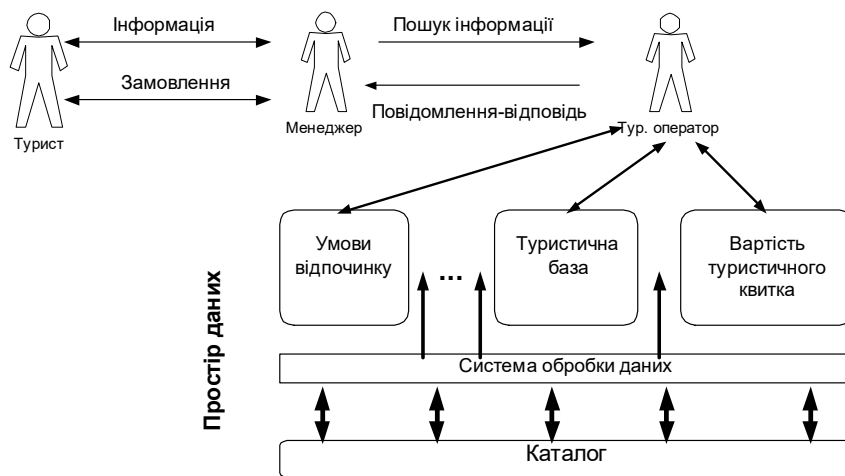 Інформація
Пошук інформації
Замовлення
Повідомлення-відповідь
Турист
Менеджер
Тур. оператор
Умови
відпочинку
...
Туристична
база
Вартість
туристичного
квитка
Простір даних
Система обробки даних
Каталог